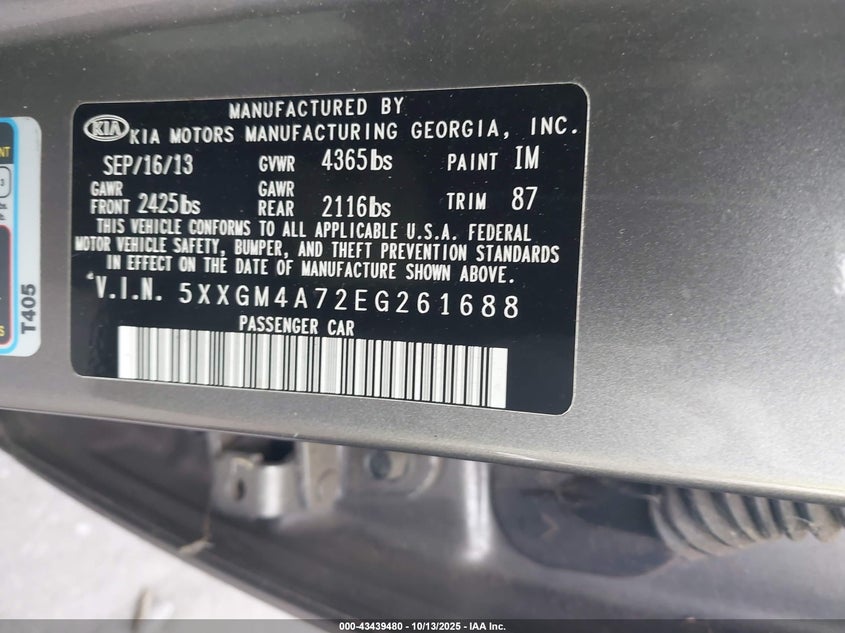 MANUFACTURED BY
KIA KIA MOTORS MANUFACTURING GEORGIA, INC.
SEP/16/13 GVWR 4365lbs PAINT IM
GAWR FRONT 2425lbs GAWR REAR 2116lbs TRIM 87
THIS VEHICLE CONFORMS TO ALL APPLICABLE U.S.A. FEDERAL
MOTOR VEHICLE SAFETY, BUMPER, AND THEFT PREVENTION STANDARDS
IN EFFECT ON THE DATE OF MANUFACTURE SHOWN ABOVE.
V.I.N. 5XXGM4A72EG261688
PASSENGER CAR
T405
000-43439480 - 10/13/2025 - IAA Inc.